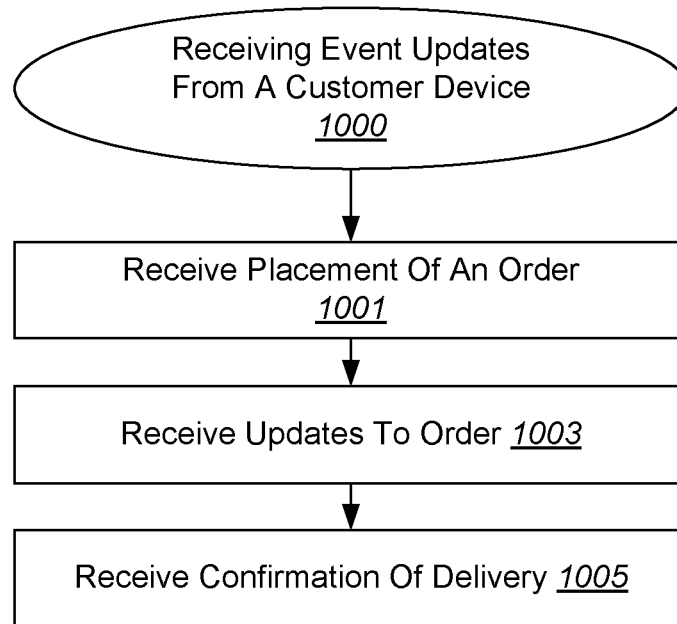 Receiving Event Updates
From A Customer Device
1000
Receive Placement Of An Order
1001
Receive Updates To Order 1003
Receive Confirmation Of Delivery 1005